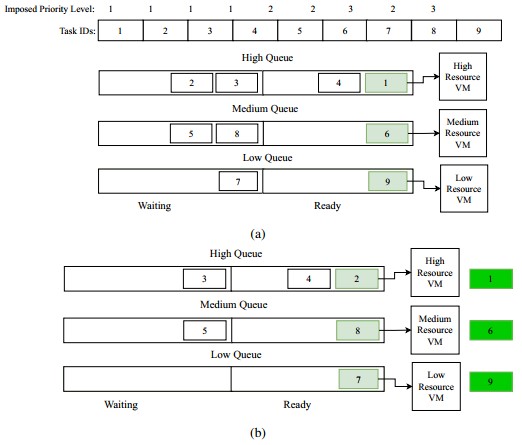 Imposed Priority Level: 1 1 1 1 2 2 3 2 3
Task IDs: 1 2 3 4 5 6 7 8 9
High Queue
2 3 4 1
High Resource VM
Medium Queue
5 8 6
Medium Resource VM
Low Queue
7 9
Low Resource VM
Waiting Ready
(a)
High Queue
3 4 2
High Resource VM
1
Medium Queue
5 8
Medium Resource VM
6
Low Queue
7
Low Resource VM
9
Waiting Ready
(b)